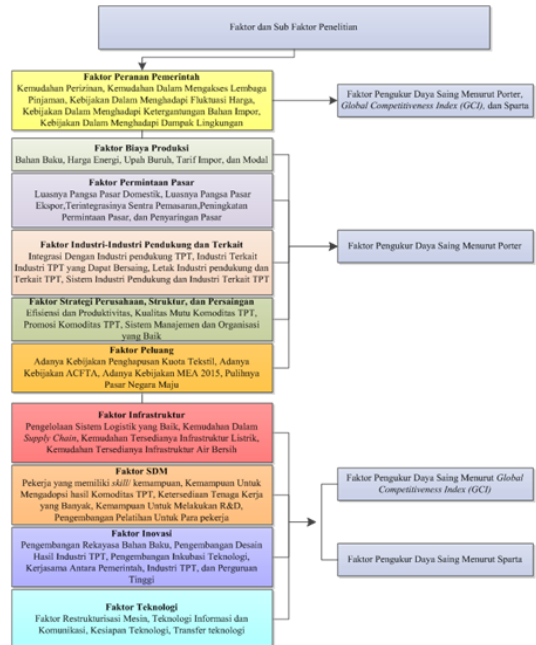 Faktor dan Sub Faktor Penelitian
Faktor Peranan Pemerintah
Kemudahan Perizinan, Kemudahan Dalam Mengakses Lembaga
Pinjaman, Kebijakan Dalam Menghadapi Fluktuasi Harga,
Kebijakan Dalam Menghadapi Ketergantungan Bahan Impor,
Kebijakan Dalam Menghadapi Dampak Lingkungan
Faktor Pengukur Daya Saing Menurut Porter,
Global Competitiveness Index (GCI), dan Sparta
Faktor Biaya Produksi
Bahan Baku, Harga Energi, Upah Buruh, Tarif Impor, dan Modal
Faktor Permintaan Pasar
Luasnya Pangsa Pasar Domestik, Luasnya Pangsa Pasar
Ekspor,Terintegrasinya Sentra Pemasaran,Peningkatan
Permintaan Pasar, dan Penyaringan Pasar
Faktor Industri-Industri Pendukung dan Terkait
Integrasi Dengan Industri pendukung TPT, Industri Terkait
Industri TPT yang Dapat Bersaing, Letak Industri pendukung dan
Terkait TPT, Sistem Industri Pendukung dan Industri Terkait TPT
Faktor Pengukur Daya Saing Menurut Porter
Faktor Strategi Perusahaan, Struktur, dan Persaingan
Efisiensi dan Produktivitas, Kualitas Mutu Komoditas TPT,
Promosi Komoditas TPT, Sistem Manajemen dan Organisasi
yang Baik
Faktor Peluang
Adanya Kebijakan Penghapusan Kuota Tekstil, Adanya
Kebijakan ACFTA, Adanya Kebijakan MEA 2015, Pulihnya
Pasar Negara Maju
Faktor Infrastruktur
Pengelolaan Sistem Logistik yang Baik, Kemudahan Dalam
Supply Chain, Kemudahan Tersedianya Infrastruktur Listrik,
Kemudahan Tersedianya Infrastruktur Air Bersih
Faktor SDM
Pekerja yang memiliki skill/ kemampuan, Kemampuan Untuk
Mengadopsi hasil Komoditas TPT, Ketersediaan Tenaga Kerja
yang Banyak, Kemampuan Untuk Melakukan R&D,
Pengembangan Pelatihan Untuk Para pekerja
Faktor Pengukur Daya Saing Menurut Global
Competitiveness Index (GCI)
Faktor Inovasi
Pengembangan Rekayasa Bahan Baku, Pengembangan Desain
Hasil Industri TPT, Pengembangan Inkubasi Teknologi,
Kerjasama Antara Pemerintah, Industri TPT, dan Perguruan
Tinggi
Faktor Pengukur Daya Saing Menurut Sparta
Faktor Teknologi
Faktor Restrukturisasi Mesin, Teknologi Informasi dan
Komunikasi, Kesiapan Teknologi, Transfer teknologi